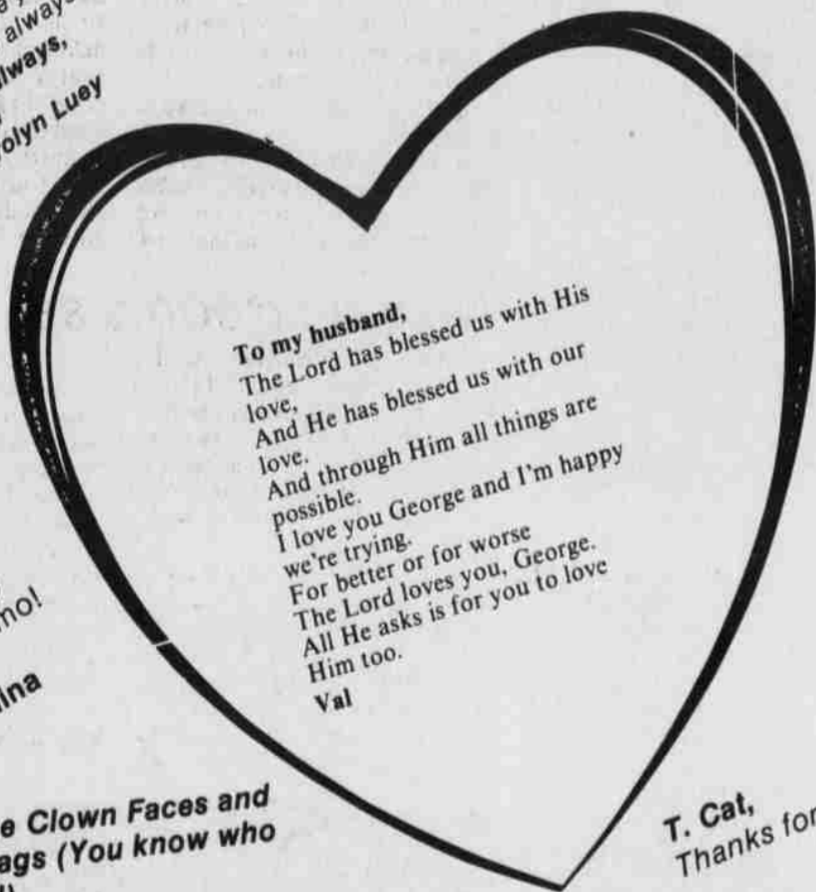 always
always,
olyn Luey
To my husband,
The Lord has blessed us with His
love,
And He has blessed us with our
love.
And through Him all things are
possible.
I love you George and I'm happy
we're trying.
For better or for worse
The Lord loves you, George.
All He asks is for you to love
Him too.
Val
mo!
ina
e Clown Faces and
ags (You know who
T. Cat,
Thanks for